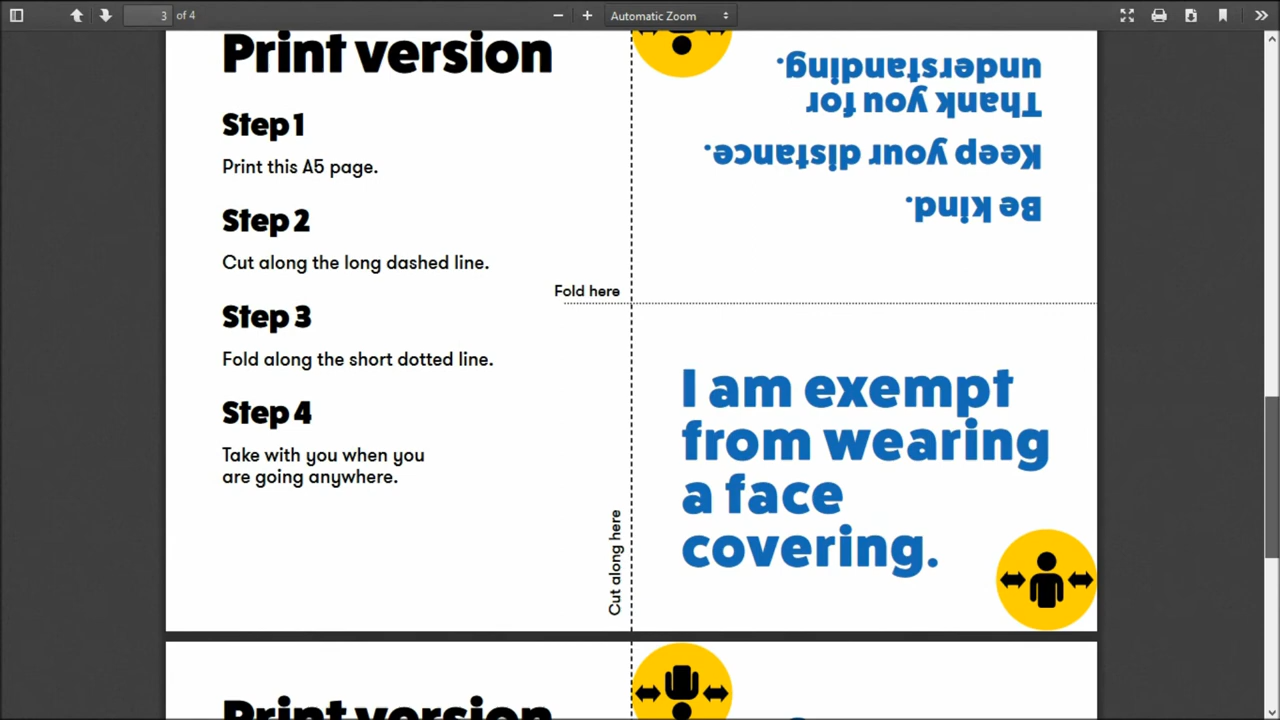 3 of 4
Automatic Zoom
Print version
Step 1
Print this A5 page.
Step 2
Cut along the long dashed line.
Step 3
Fold along the short dotted line.
Step 4
Take with you when you
are going anywhere.
Fold here
Cut along here
Be kind.
Keep your distance.
Thank you for
understanding.
I am exempt
from wearing
a face
covering.
Print version